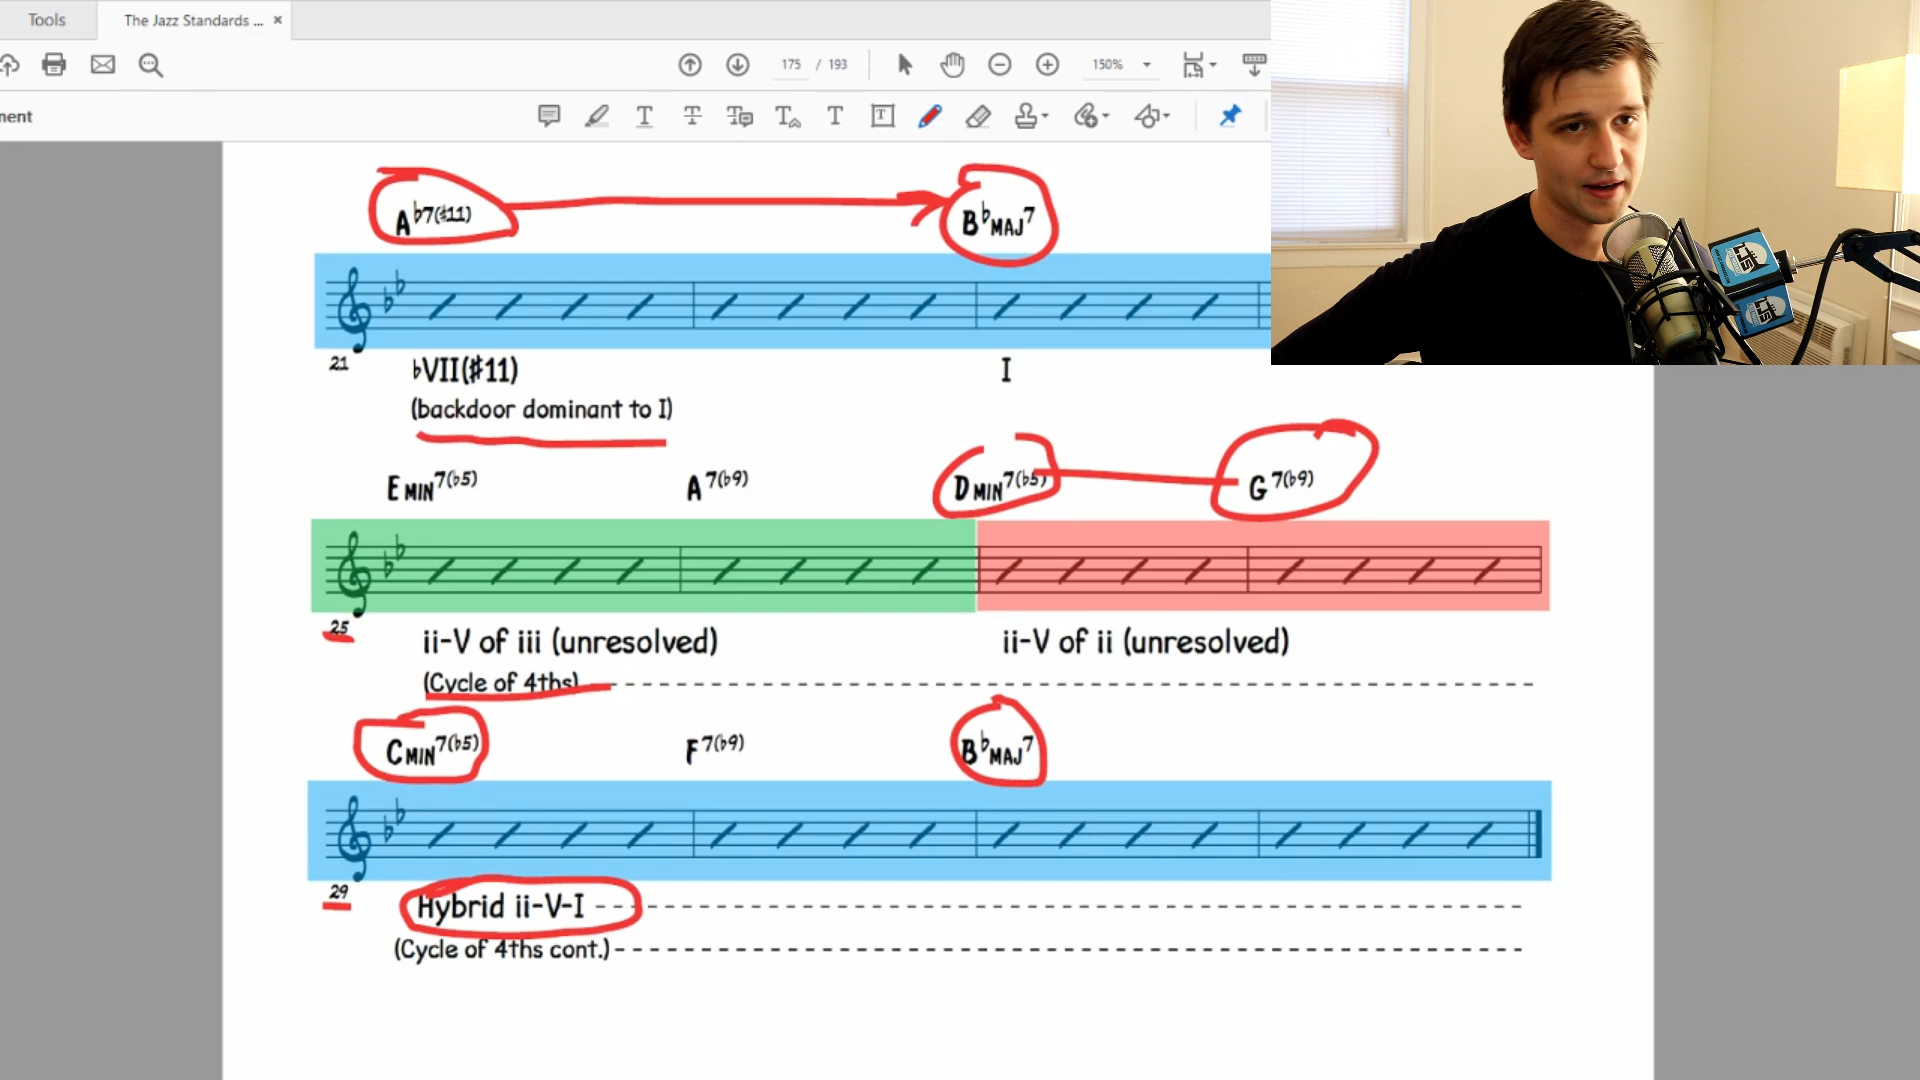 Tools The Jazz Standards ... ×
175 / 193 150%
ment
A♭7(♯11) B♭MAJ7
LJS
LJS
21
♭VII(♯11) I
(backdoor dominant to I)
EMIN7(♭5) A7(♭9) DMIN7(♭5) G7(♭9)
25
ii-V of iii (unresolved) ii-V of ii (unresolved)
(Cycle of 4ths)
CMIN7(♭5) F7(♭9) B♭MAJ7
29
Hybrid ii-V-I
(Cycle of 4ths cont.)